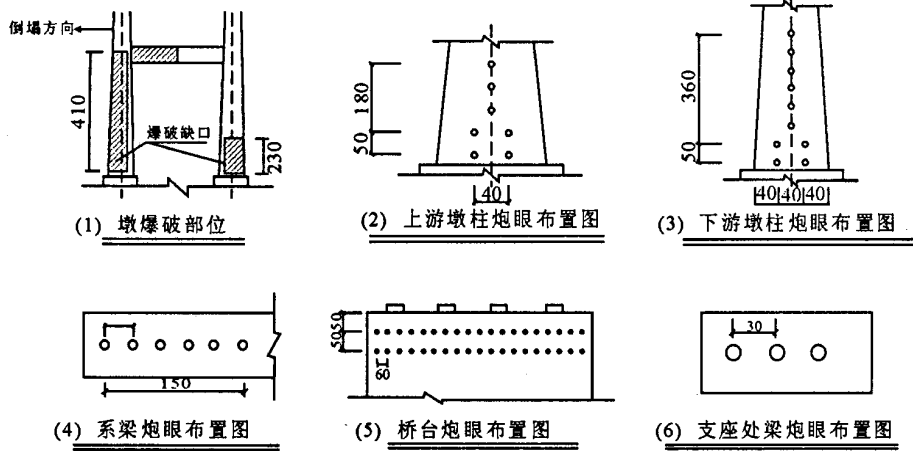 倒塌方向
410
爆破缺口
230
(1) 墩爆破部位
180
50
40
(2) 上游墩柱炮眼布置图
360
50
40 40 40
(3) 下游墩柱炮眼布置图
150
(4) 系梁炮眼布置图
50 50
60
(5) 桥台炮眼布置图
30
(6) 支座处梁炮眼布置图